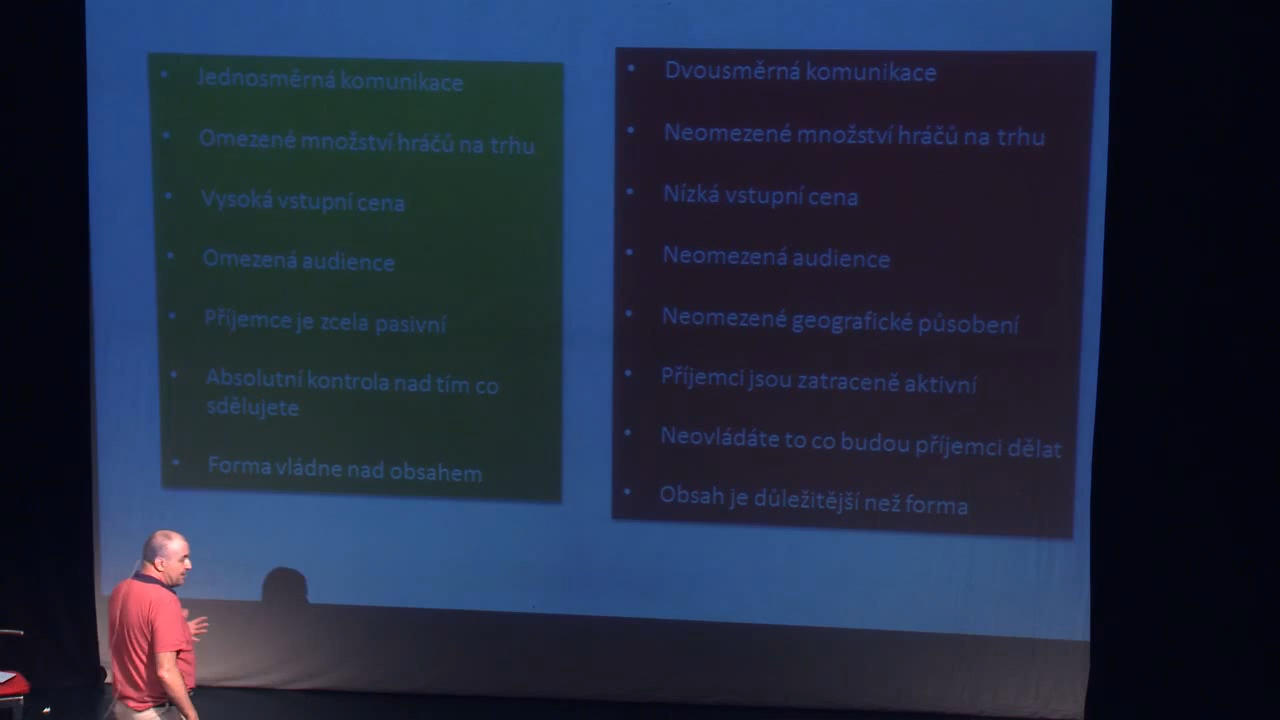 • Jednosměrná komunikace
• Omezené množství hráčů na trhu
• Vysoká vstupní cena
• Omezená audience
• Příjemce je zcela pasivní
• Absolutní kontrola nad tím co
sdělujete
• Forma vládne nad obsahem
• Dvousměrná komunikace
• Neomezené množství hráčů na trhu
• Nízká vstupní cena
• Neomezená audience
• Neomezené geografické působení
• Příjemci jsou zatraceně aktivní
• Neovládáte to co budou příjemci dělat
• Obsah je důležitější než forma